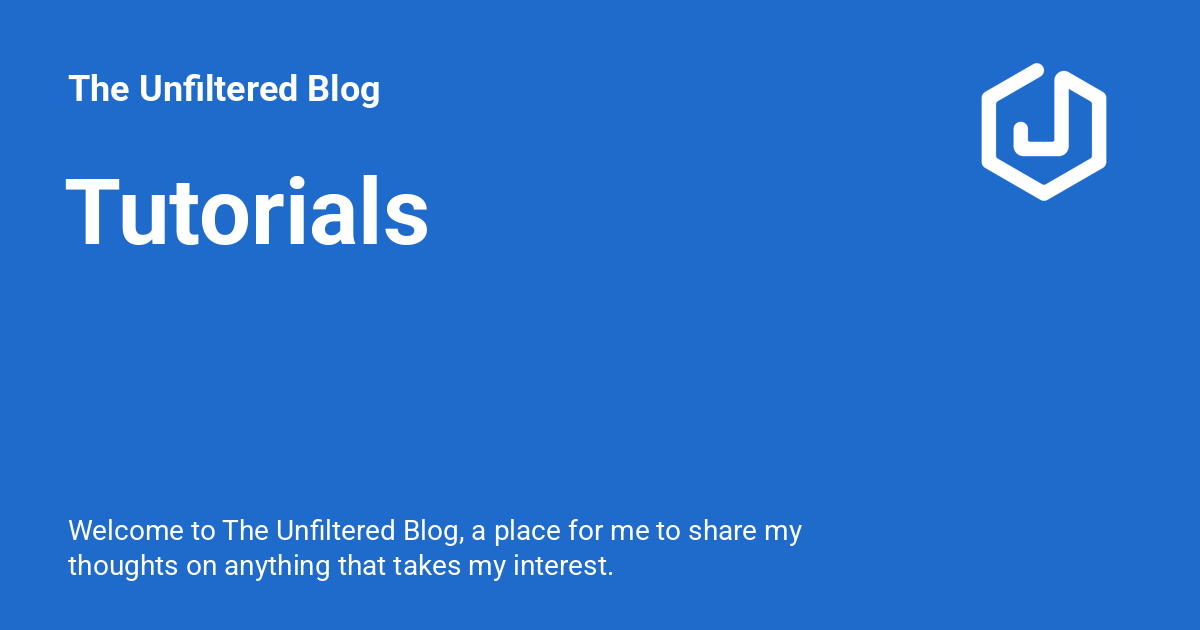 The Unfiltered Blog
Tutorials
Welcome to The Unfiltered Blog, a place for me to share my
thoughts on anything that takes my interest.